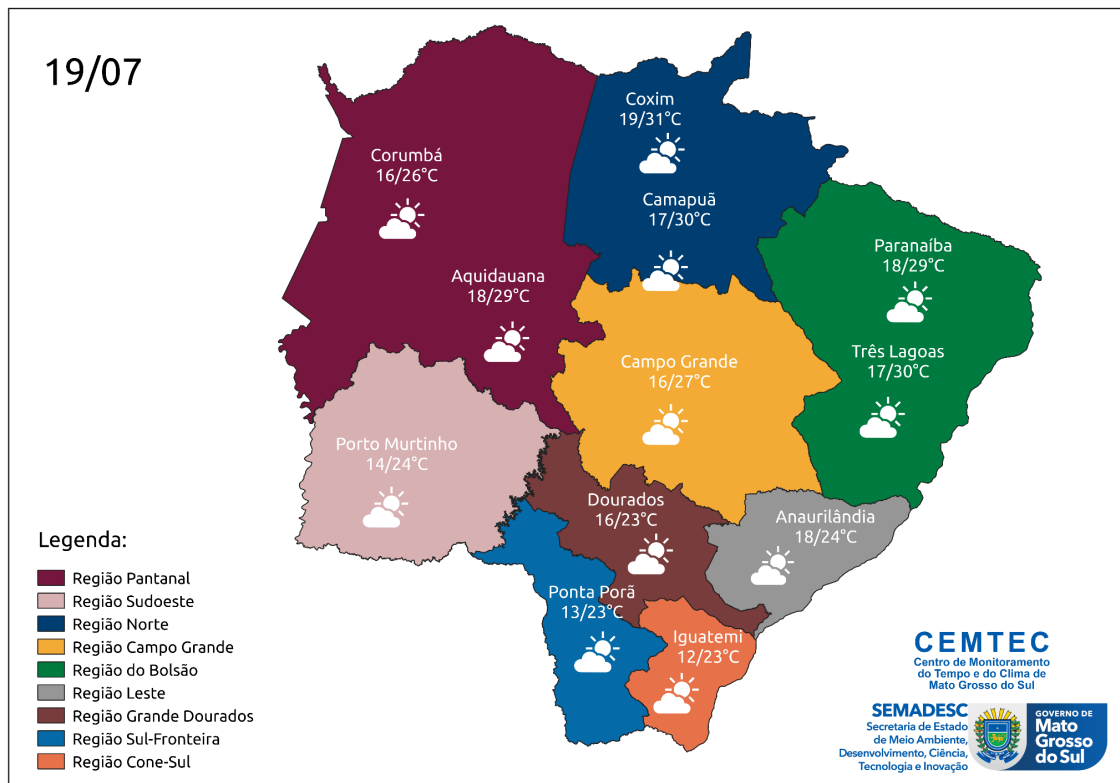 19/07
Coxim
19/31°C
Corumbá
16/26°C
Camapuã
17/30°C
Paranaíba
18/29°C
Aquidauana
18/29°C
Três Lagoas
17/30°C
Campo Grande
16/27°C
Porto Murtinho
14/24°C
Dourados
16/23°C
Anaurilândia
18/24°C
Ponta Porã
13/23°C
Iguatemi
12/23°C
Legenda:
Região Pantanal
Região Sudoeste
Região Norte
Região Campo Grande
Região do Bolsão
Região Leste
Região Grande Dourados
Região Sul-Fronteira
Região Cone-Sul
CEMTEC
Centro de Monitoramento
do Tempo e do Clima de
Mato Grosso do Sul
SEMADESC
Secretaria de Estado
de Meio Ambiente,
Desenvolvimento, Ciência,
Tecnologia e Inovação
GOVERNO DE
Mato
Grosso
do Sul